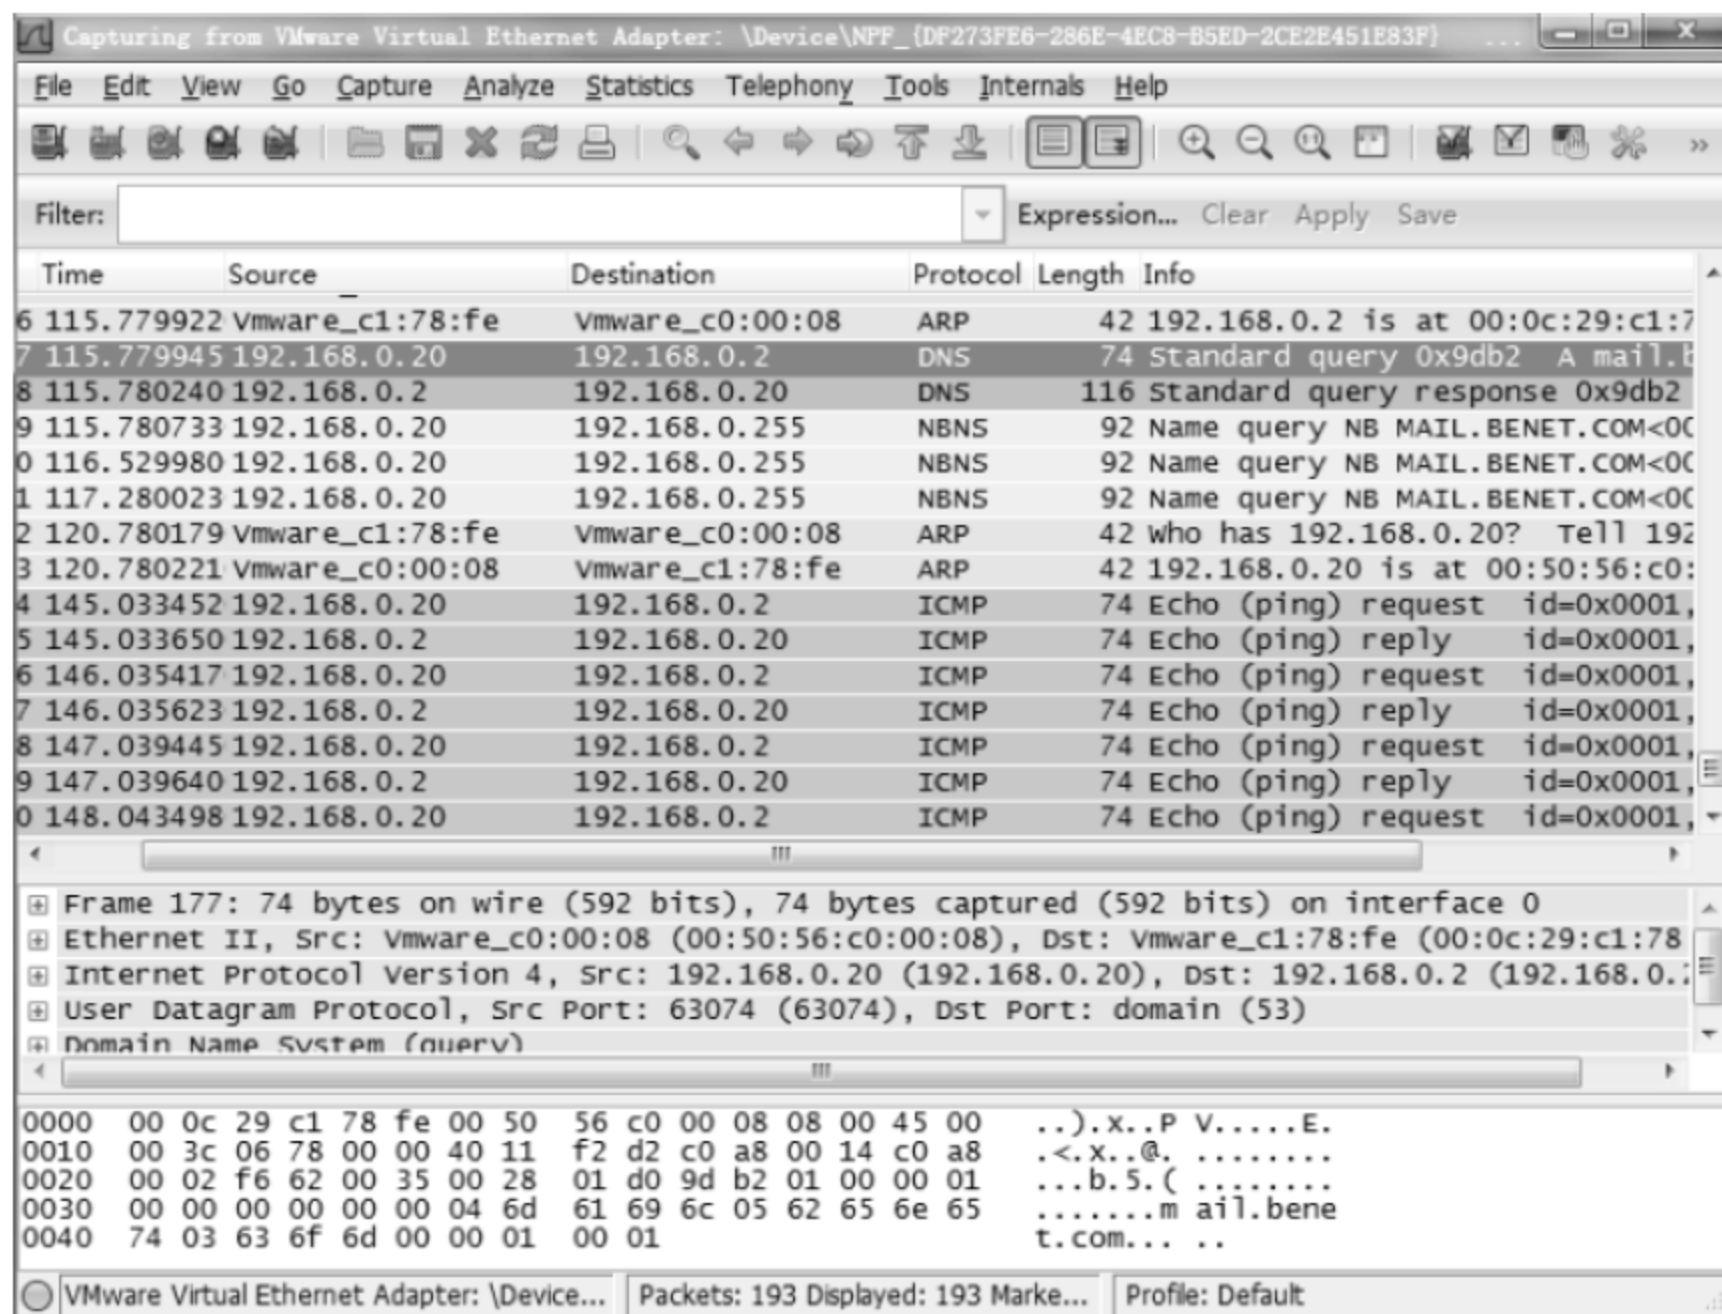 Capturing from VMware Virtual Ethernet Adapter: \Device\NPF_{DF273FE6-286E-4EC8-B5ED-2CE2E451E83F} ...
File Edit View Go Capture Analyze Statistics Telephony Tools Internals Help
Filter: Expression... Clear Apply Save
Time Source Destination Protocol Length Info
6 115.779922 Vmware_c1:78:fe Vmware_c0:00:08 ARP 42 192.168.0.2 is at 00:0c:29:c1:7
7 115.779945 192.168.0.20 192.168.0.2 DNS 74 Standard query 0x9db2 A mail.b
8 115.780240 192.168.0.2 192.168.0.20 DNS 116 Standard query response 0x9db2
9 115.780733 192.168.0.20 192.168.0.255 NBNS 92 Name query NB MAIL.BENET.COM<00
0 116.529980 192.168.0.20 192.168.0.255 NBNS 92 Name query NB MAIL.BENET.COM<00
1 117.280023 192.168.0.20 192.168.0.255 NBNS 92 Name query NB MAIL.BENET.COM<00
2 120.780179 Vmware_c1:78:fe Vmware_c0:00:08 ARP 42 Who has 192.168.0.20? Tell 192
3 120.780221 Vmware_c0:00:08 Vmware_c1:78:fe ARP 42 192.168.0.20 is at 00:50:56:c0:
4 145.033452 192.168.0.20 192.168.0.2 ICMP 74 Echo (ping) request id=0x0001,
5 145.033650 192.168.0.2 192.168.0.20 ICMP 74 Echo (ping) reply id=0x0001,
6 146.035417 192.168.0.20 192.168.0.2 ICMP 74 Echo (ping) request id=0x0001,
7 146.035623 192.168.0.2 192.168.0.20 ICMP 74 Echo (ping) reply id=0x0001,
8 147.039445 192.168.0.20 192.168.0.2 ICMP 74 Echo (ping) request id=0x0001,
9 147.039640 192.168.0.2 192.168.0.20 ICMP 74 Echo (ping) reply id=0x0001,
0 148.043498 192.168.0.20 192.168.0.2 ICMP 74 Echo (ping) request id=0x0001,
Frame 177: 74 bytes on wire (592 bits), 74 bytes captured (592 bits) on interface 0
Ethernet II, Src: Vmware_c0:00:08 (00:50:56:c0:00:08), Dst: Vmware_c1:78:fe (00:0c:29:c1:78
Internet Protocol Version 4, Src: 192.168.0.20 (192.168.0.20), Dst: 192.168.0.2 (192.168.0.
User Datagram Protocol, Src Port: 63074 (63074), Dst Port: domain (53)
Domain Name System (query)
0000 00 0c 29 c1 78 fe 00 50 56 c0 00 08 08 00 45 00 ..).x..P V.....E.
0010 00 3c 06 78 00 00 40 11 f2 d2 c0 a8 00 14 c0 a8 .<.x..@. ........
0020 00 02 f6 62 00 35 00 28 01 d0 9d b2 01 00 00 01 ...b.5.( ........
0030 00 00 00 00 00 00 04 6d 61 69 6c 05 62 65 6e 65 .......m ail.bene
0040 74 03 63 6f 6d 00 00 01 00 01 t.com... ..
VMware Virtual Ethernet Adapter: \Device... Packets: 193 Displayed: 193 Marke... Profile: Default